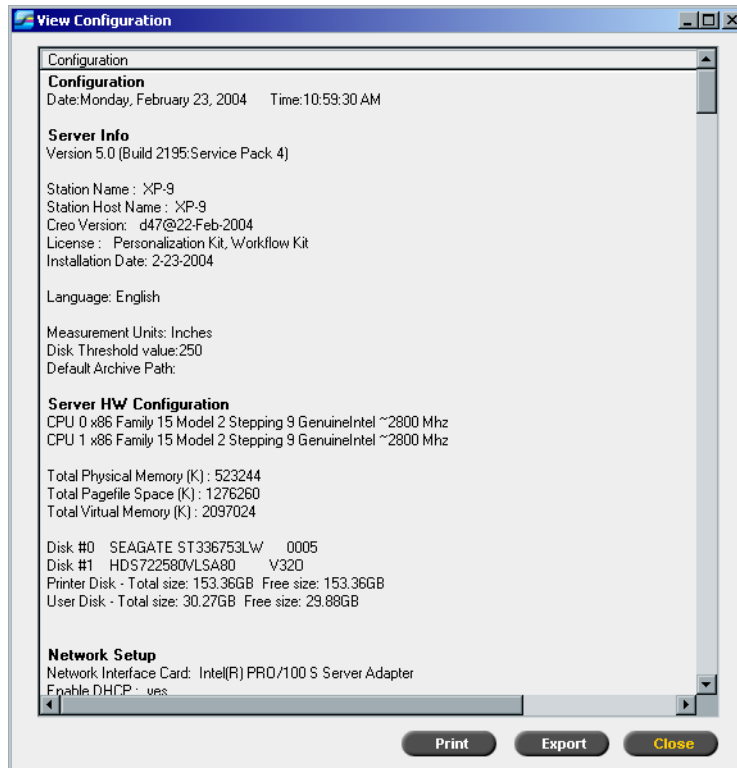 View Configuration
Configuration
Configuration
Date:Monday, February 23, 2004 Time:10:59:30 AM
Server Info
Version 5.0 (Build 2195:Service Pack 4)
Station Name : XP-9
Station Host Name : XP-9
Creo Version: d47@22-Feb-2004
License : Personalization Kit, Workflow Kit
Installation Date: 2-23-2004
Language: English
Measurement Units: Inches
Disk Threshold value:250
Default Archive Path:
Server HW Configuration
CPU 0 x86 Family 15 Model 2 Stepping 9 GenuineIntel ~2800 Mhz
CPU 1 x86 Family 15 Model 2 Stepping 9 GenuineIntel ~2800 Mhz
Total Physical Memory (K) : 523244
Total Pagefile Space (K) : 1276260
Total Virtual Memory (K) : 2097024
Disk #0 SEAGATE ST336753LW 0005
Disk #1 HDS722580VLSA80 V32O
Printer Disk - Total size: 153.36GB Free size: 153.36GB
User Disk - Total size: 30.27GB Free size: 29.88GB
Network Setup
Network Interface Card: Intel(R) PRO/100 S Server Adapter
Enable DHCP : yes
Print Export Close